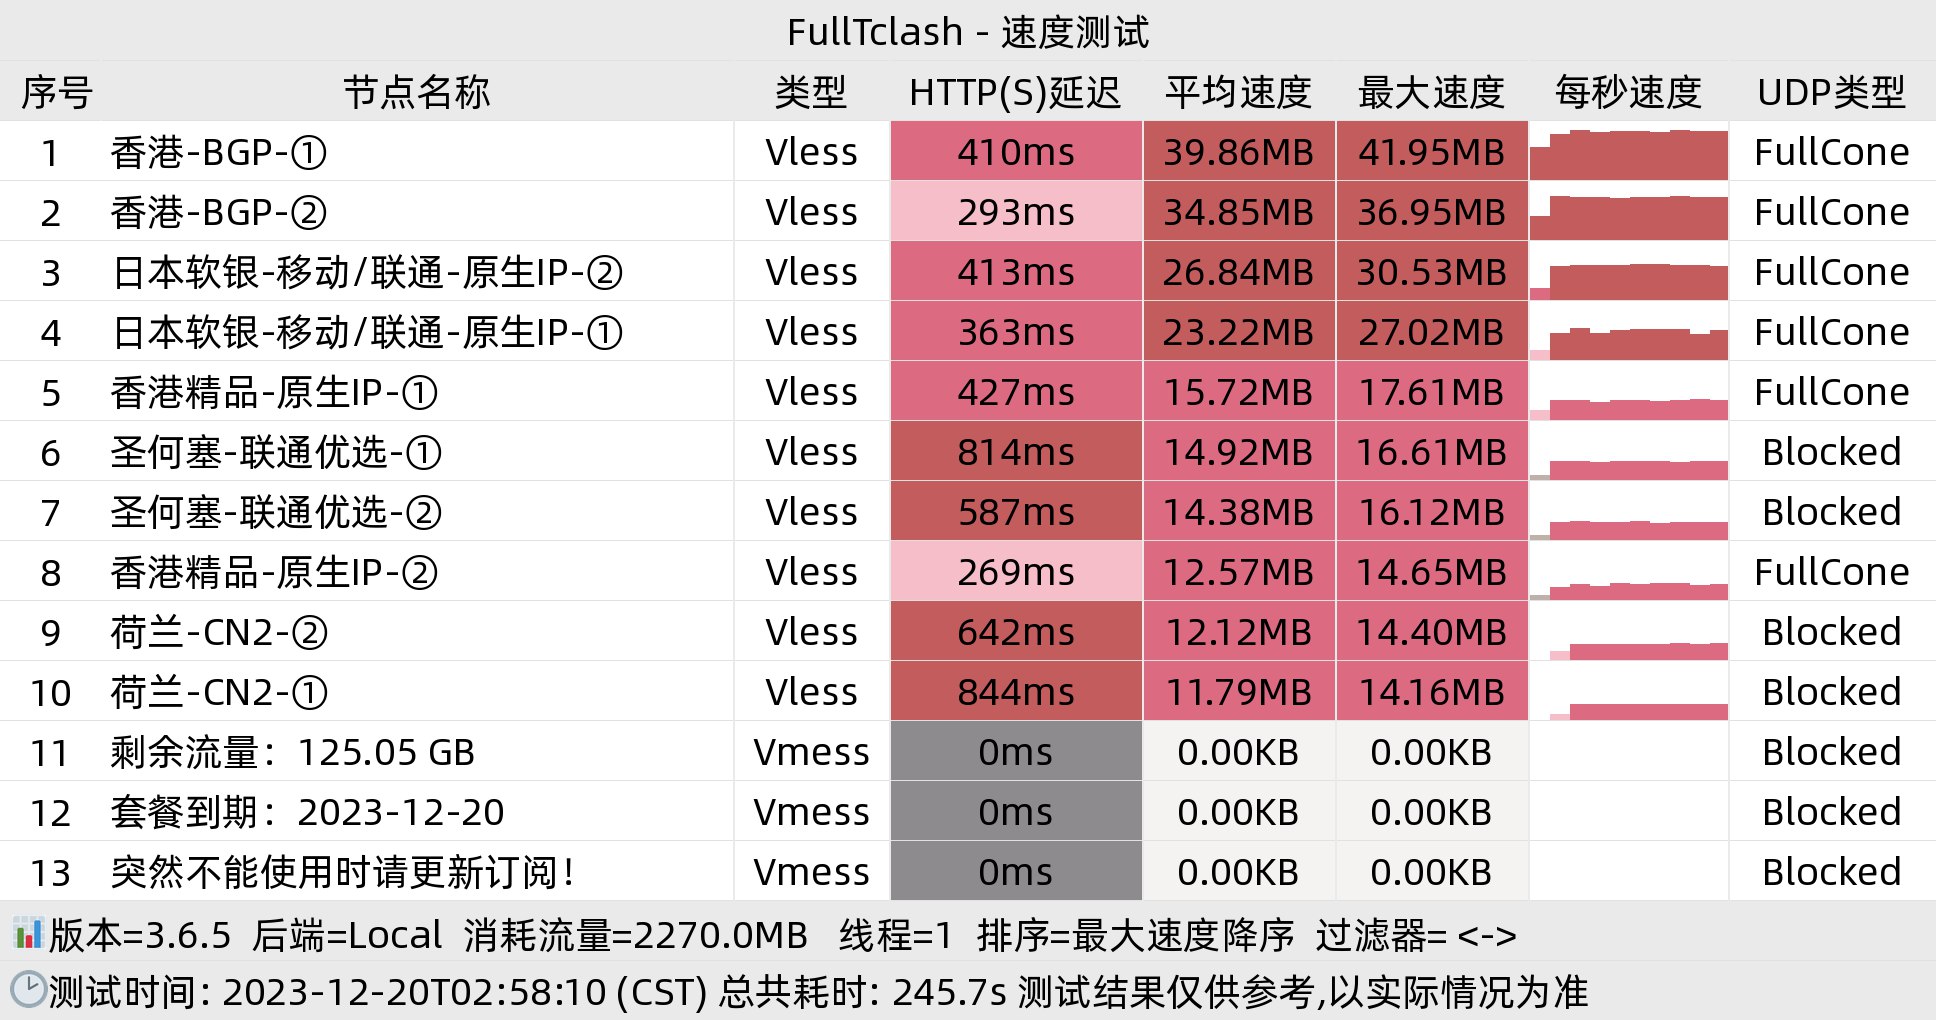 FullTclash - 速度测试
序号 节点名称 类型 HTTP(S)延迟 平均速度 最大速度 每秒速度 UDP类型
1 香港-BGP-① Vless 410ms 39.86MB 41.95MB FullCone
2 香港-BGP-② Vless 293ms 34.85MB 36.95MB FullCone
3 日本软银-移动/联通-原生IP-② Vless 413ms 26.84MB 30.53MB FullCone
4 日本软银-移动/联通-原生IP-① Vless 363ms 23.22MB 27.02MB FullCone
5 香港精品-原生IP-① Vless 427ms 15.72MB 17.61MB FullCone
6 圣何塞-联通优选-① Vless 814ms 14.92MB 16.61MB Blocked
7 圣何塞-联通优选-② Vless 587ms 14.38MB 16.12MB Blocked
8 香港精品-原生IP-② Vless 269ms 12.57MB 14.65MB FullCone
9 荷兰-CN2-② Vless 642ms 12.12MB 14.40MB Blocked
10 荷兰-CN2-① Vless 844ms 11.79MB 14.16MB Blocked
11 剩余流量：125.05 GB Vmess 0ms 0.00KB 0.00KB Blocked
12 套餐到期：2023-12-20 Vmess 0ms 0.00KB 0.00KB Blocked
13 突然不能使用时请更新订阅！ Vmess 0ms 0.00KB 0.00KB Blocked
版本=3.6.5 后端=Local 消耗流量=2270.0MB 线程=1 排序=最大速度降序 过滤器= <->
测试时间: 2023-12-20T02:58:10 (CST) 总共耗时: 245.7s 测试结果仅供参考,以实际情况为准